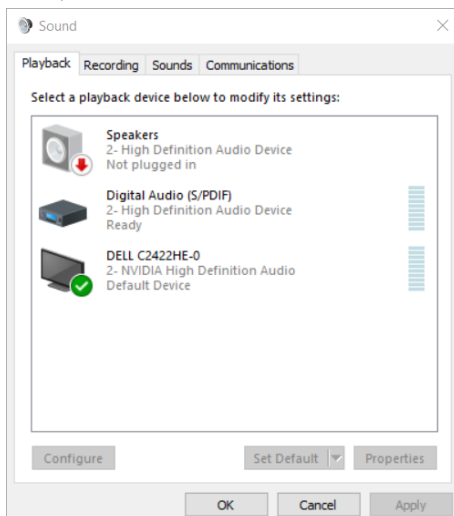 Sound
Playback Recording Sounds Communications
Select a playback device below to modify its settings:
Speakers
2- High Definition Audio Device
Not plugged in
Digital Audio (S/PDIF)
2- High Definition Audio Device
Ready
DELL C2422HE-0
2- NVIDIA High Definition Audio
Default Device
Configure Set Default Properties
OK Cancel Apply